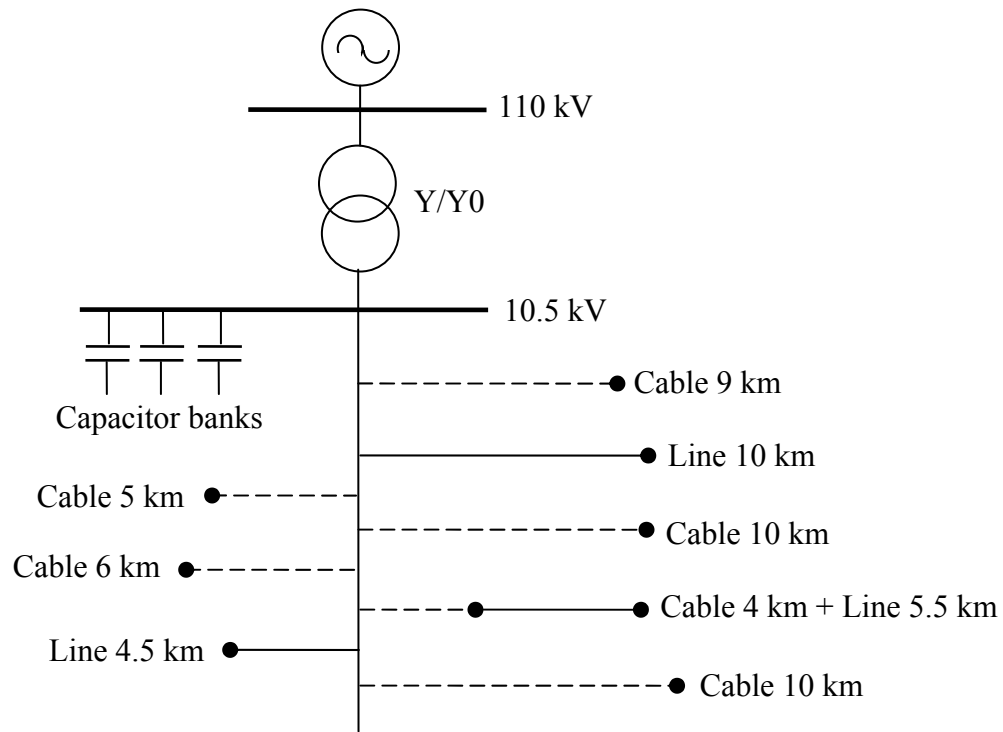 110 kV
Y/Y0
10.5 kV
Capacitor banks
Cable 9 km
Line 10 km
Cable 5 km
Cable 10 km
Cable 6 km
Cable 4 km + Line 5.5 km
Line 4.5 km
Cable 10 km